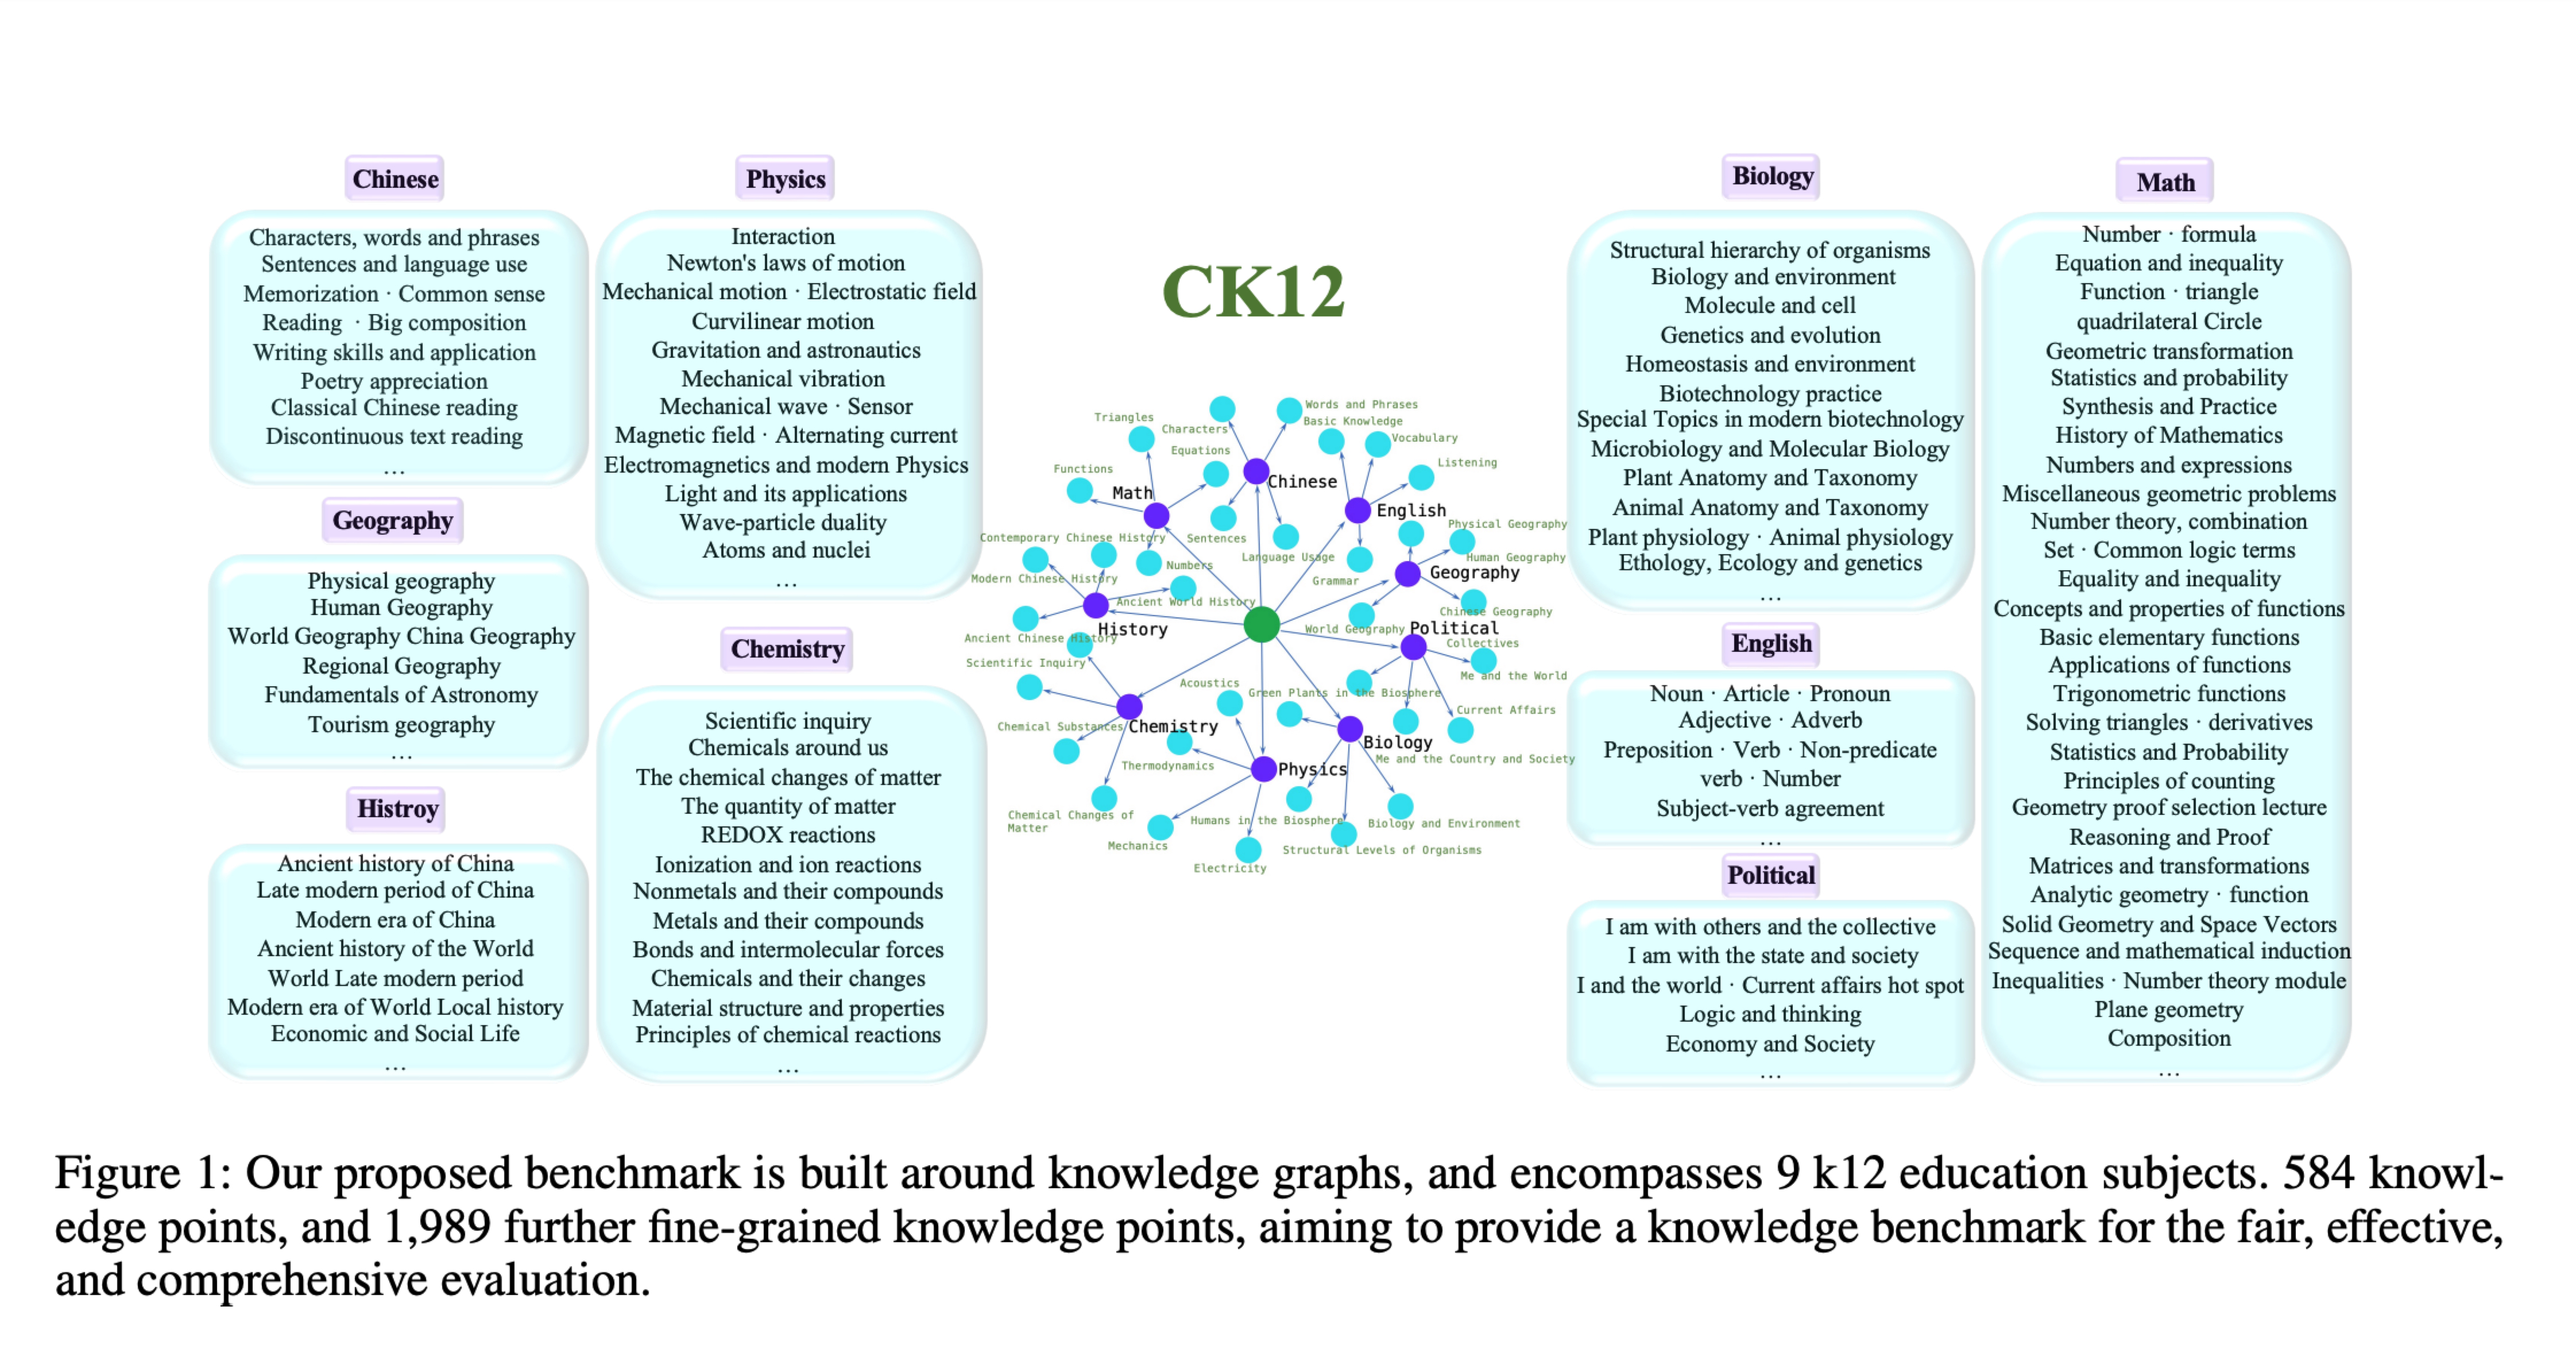 Chinese
Characters, words and phrases
Sentences and language use
Memorization · Common sense
Reading · Big composition
Writing skills and application
Poetry appreciation
Classical Chinese reading
Discontinuous text reading
...
Geography
Physical geography
Human Geography
World Geography China Geography
Regional Geography
Fundamentals of Astronomy
Tourism geography
...
Histroy
Ancient history of China
Late modern period of China
Modern era of China
Ancient history of the World
World Late modern period
Modern era of World Local history
Economic and Social Life
...
Physics
Interaction
Newton's laws of motion
Mechanical motion · Electrostatic field
Curvilinear motion
Gravitation and astronautics
Mechanical vibration
Mechanical wave · Sensor
Magnetic field · Alternating current
Electromagnetics and modern Physics
Light and its applications
Wave-particle duality
Atoms and nuclei
...
Chemistry
Scientific inquiry
Chemicals around us
The chemical changes of matter
The quantity of matter
REDOX reactions
Ionization and ion reactions
Nonmetals and their compounds
Metals and their compounds
Bonds and intermolecular forces
Chemicals and their changes
Material structure and properties
Principles of chemical reactions
...
CK12
Words and Phrases
Triangles
Characters
Basic Knowledge
Vocabulary
Equations
Listening
Functions
Chinese
Math
English
Physical Geography
Contemporary Chinese History
Sentences
Language Usage
Human Geography
Numbers
Geography
Modern Chinese History
Grammar
Ancient World History
Chinese Geography
History
World Geography
Political
Ancient Chinese History
Collectives
Scientific Inquiry
Me and the World
Acoustics
Green Plants in the Biosphere
Current Affairs
Chemical Substances
Chemistry
Biology
Me and the Country and Society
Thermodynamics
Physics
Chemical Changes of
Matter
Humans in the Biosphere
Biology and Environment
Mechanics
Structural Levels of Organisms
Electricity
Biology
Structural hierarchy of organisms
Biology and environment
Molecule and cell
Genetics and evolution
Homeostasis and environment
Biotechnology practice
Special Topics in modern biotechnology
Microbiology and Molecular Biology
Plant Anatomy and Taxonomy
Animal Anatomy and Taxonomy
Plant physiology · Animal physiology
Ethology, Ecology and genetics
...
English
Noun · Article · Pronoun
Adjective · Adverb
Preposition · Verb · Non-predicate
verb · Number
Subject-verb agreement
...
Political
I am with others and the collective
I am with the state and society
I and the world · Current affairs hot spot
Logic and thinking
Economy and Society
...
Math
Number · formula
Equation and inequality
Function · triangle
quadrilateral Circle
Geometric transformation
Statistics and probability
Synthesis and Practice
History of Mathematics
Numbers and expressions
Miscellaneous geometric problems
Number theory, combination
Set · Common logic terms
Equality and inequality
Concepts and properties of functions
Basic elementary functions
Applications of functions
Trigonometric functions
Solving triangles · derivatives
Statistics and Probability
Principles of counting
Geometry proof selection lecture
Reasoning and Proof
Matrices and transformations
Analytic geometry · function
Solid Geometry and Space Vectors
Sequence and mathematical induction
Inequalities · Number theory module
Plane geometry
Composition
...
Figure 1: Our proposed benchmark is built around knowledge graphs, and encompasses 9 k12 education subjects. 584 knowl-
edge points, and 1,989 further fine-grained knowledge points, aiming to provide a knowledge benchmark for the fair, effective,
and comprehensive evaluation.